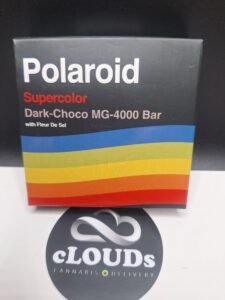 Polaroid
Supercolor
Dark-Choco MG-4000 Bar
with Fleur De Sel
cLOUDs
CANNABIS DELIVERY